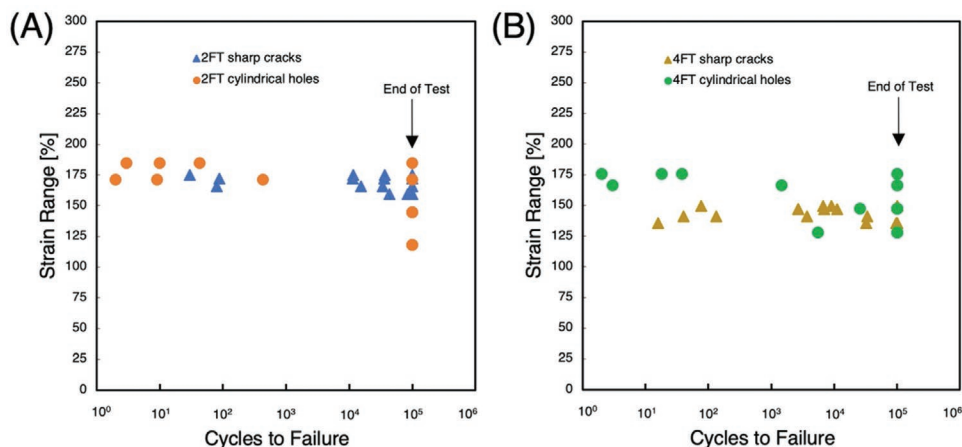 (A)
300
275
250
225
200
175
150
125
100
75
50
25
0
Strain Range [%]
2FT sharp cracks
2FT cylindrical holes
End of Test
10⁰ 10¹ 10² 10³ 10⁴ 10⁵ 10⁶
Cycles to Failure
(B)
300
275
250
225
200
175
150
125
100
75
50
25
0
Strain Range [%]
4FT sharp cracks
4FT cylindrical holes
End of Test
10⁰ 10¹ 10² 10³ 10⁴ 10⁵ 10⁶
Cycles to Failure